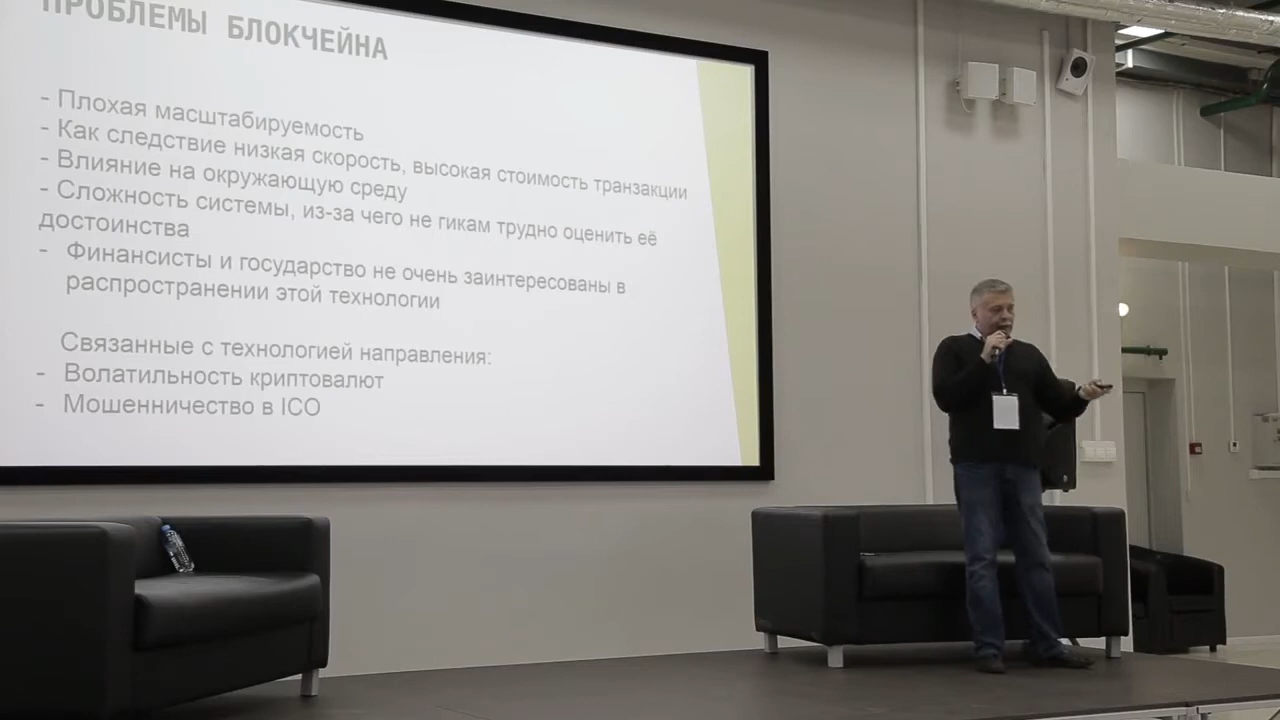 ПРОБЛЕМЫ БЛОКЧЕЙНА
- Плохая масштабируемость
- Как следствие низкая скорость, высокая стоимость транзакции
- Влияние на окружающую среду
- Сложность системы, из-за чего не гикам трудно оценить её
достоинства
- Финансисты и государство не очень заинтересованы в
распространении этой технологии
Связанные с технологией направления:
- Волатильность криптовалют
- Мошенничество в ICO